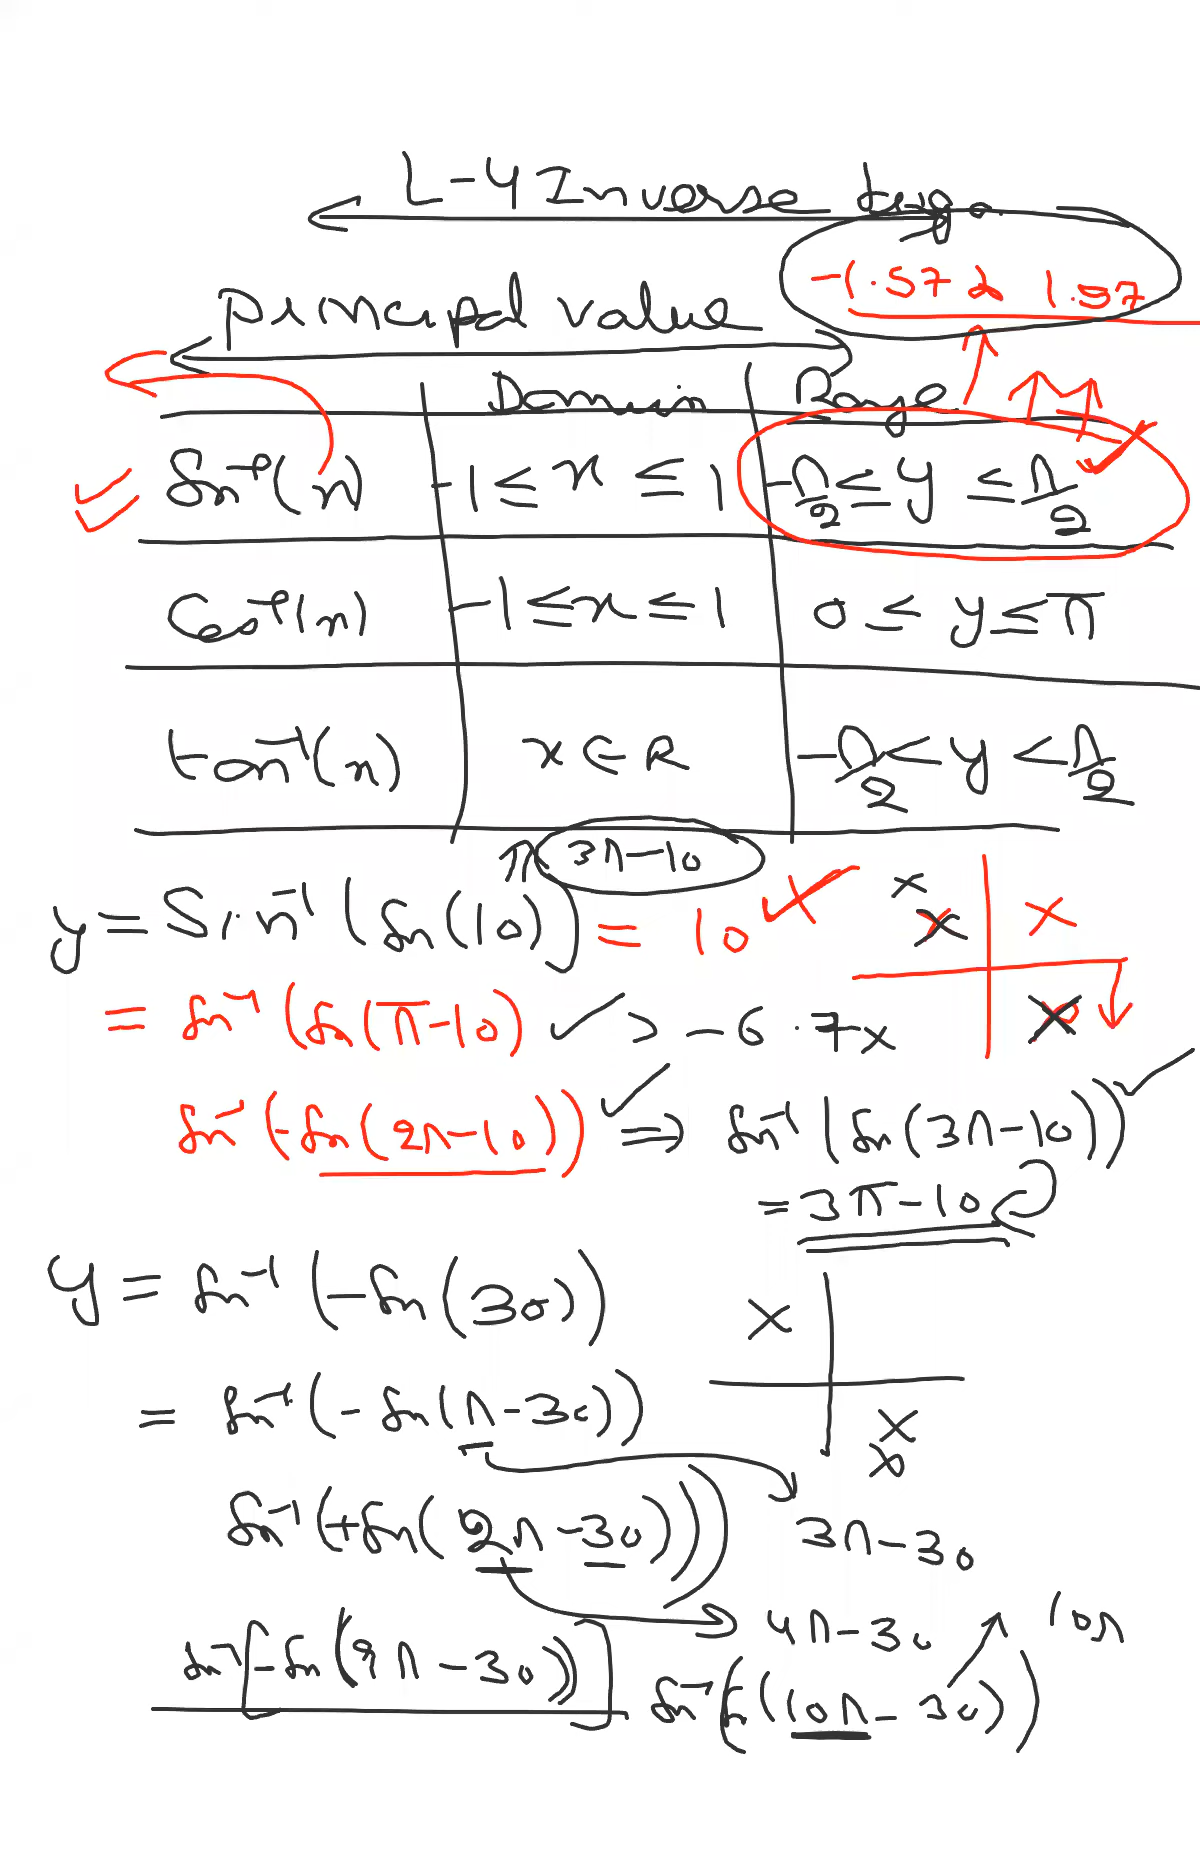 L-4 Inverse trigo.
-1.57 & 1.57
principal value
Domain Range
Sin⁻¹(x) -1 ≤ x ≤ 1 -π/2 ≤ y ≤ π/2
Cos⁻¹(x) -1 ≤ x ≤ 1 0 ≤ y ≤ π
tan⁻¹(x) x ∈ R -π/2 < y < π/2
3π-10
y = Sin⁻¹(Sin(10)) = 10
= Sin⁻¹(Sin(π-10)) > -6.7x
Sin⁻¹(-Sin(2π-10)) ⇒ Sin⁻¹(Sin(3π-10))
= 3π-10
y = Sin⁻¹(-Sin(30))
= Sin⁻¹(-Sin(π-30))
Sin⁻¹(+Sin(2π-30))) 3π-30
4π-30 10π
Sin⁻¹[-Sin(9π-30))] Sin⁻¹(Sin(10π-30))